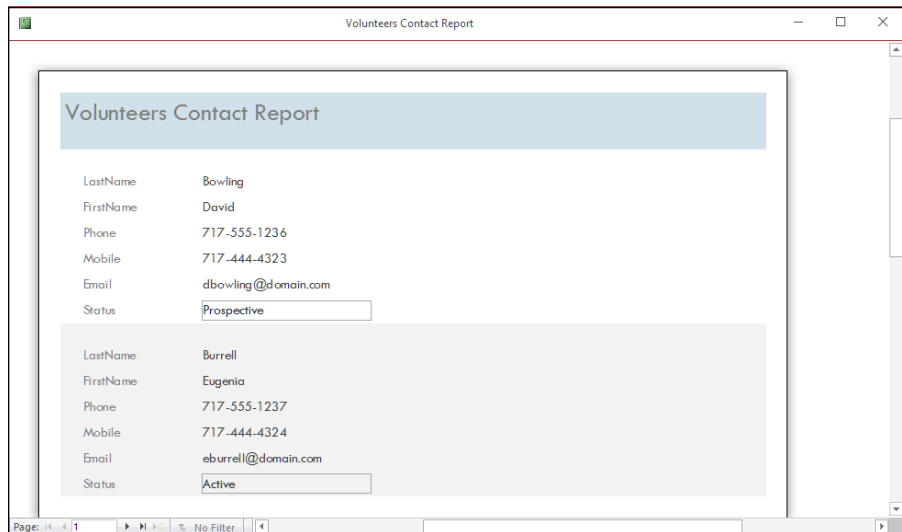 Volunteers Contact Report
Volunteers Contact Report
LastName Bowling
FirstName David
Phone 717-555-1236
Mobile 717-444-4323
Email dbowling@domain.com
Status Prospective
LastName Burrell
FirstName Eugenia
Phone 717-555-1237
Mobile 717-444-4324
Email eburrell@domain.com
Status Active
Page: 1 No Filter